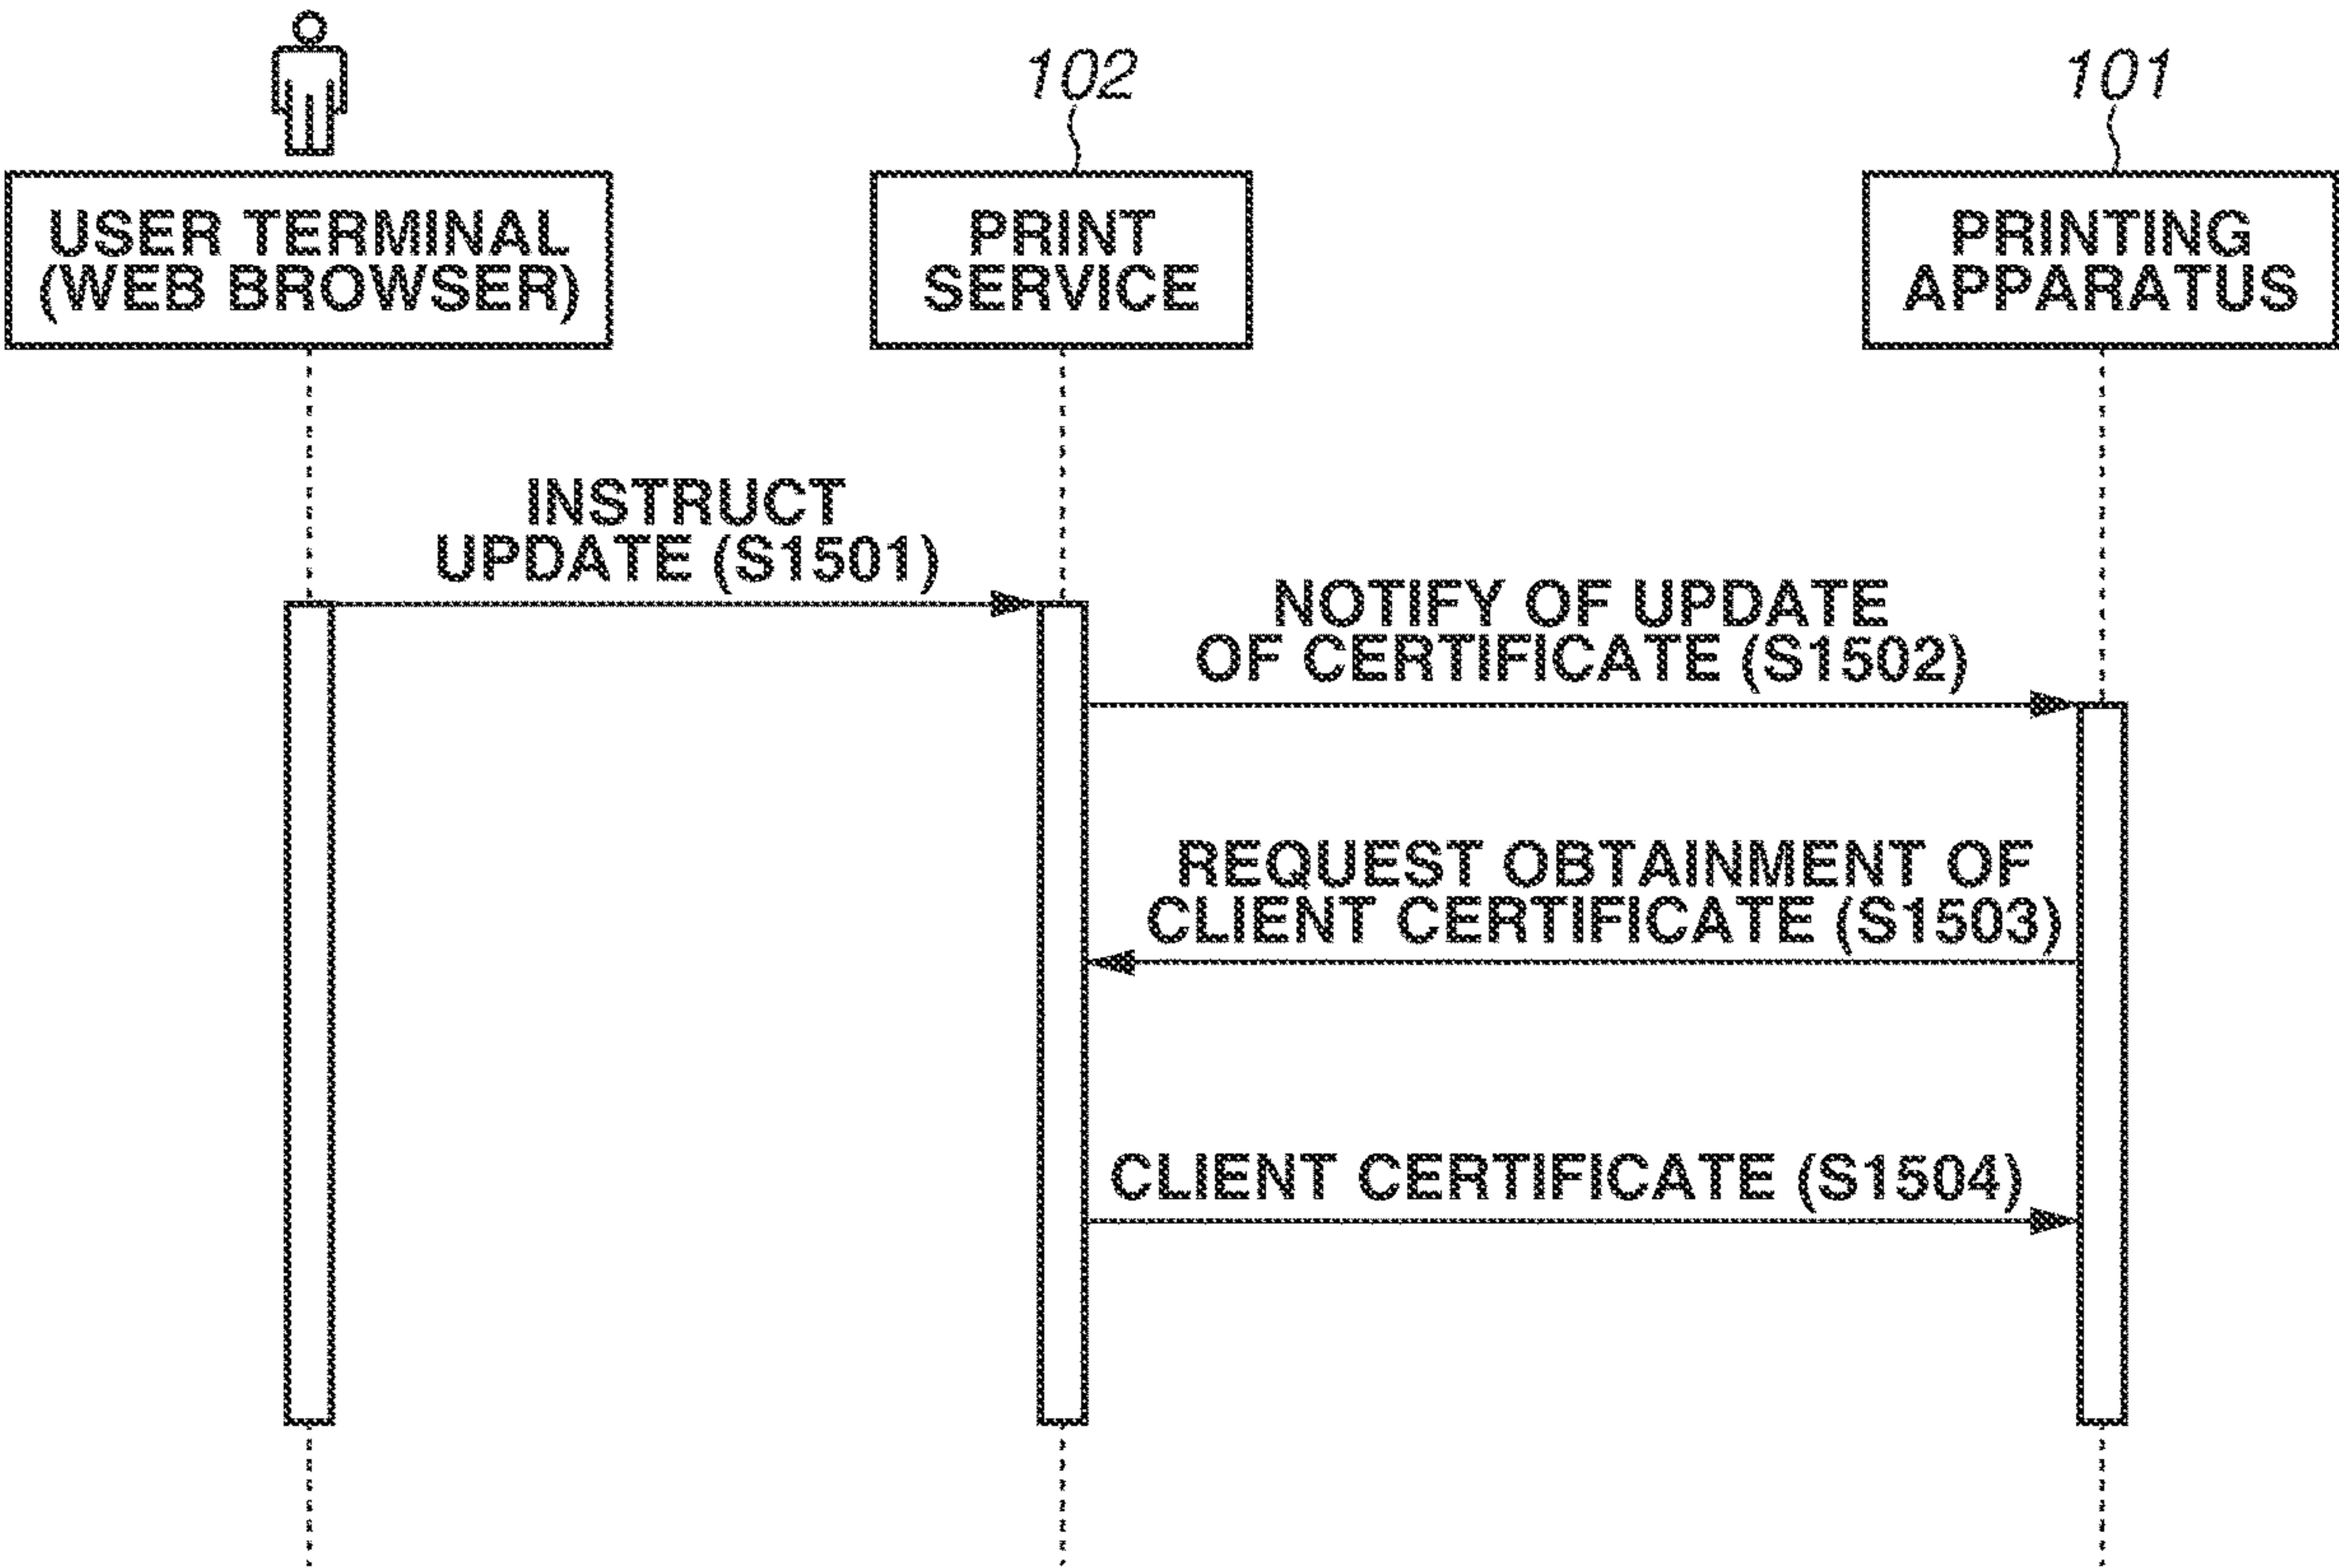 102
101
USER TERMINAL
(WEB BROWSER)
PRINT
SERVICE
PRINTING
APPARATUS
INSTRUCT
UPDATE (S1501)
NOTIFY OF UPDATE
OF CERTIFICATE (S1502)
REQUEST OBTAINMENT OF
CLIENT CERTIFICATE (S1503)
CLIENT CERTIFICATE (S1504)